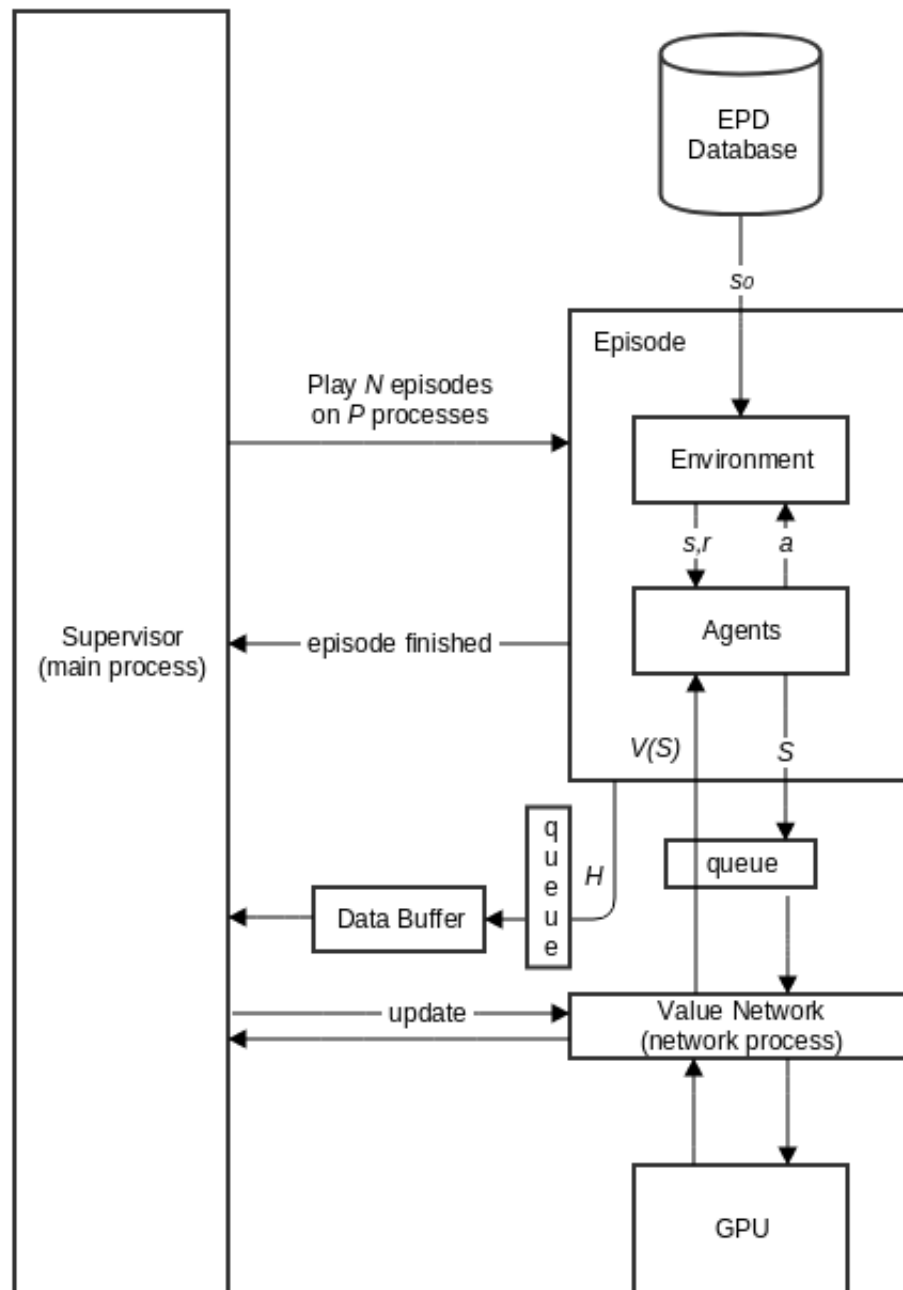 EPD
Database
s0
Episode
Play N episodes
on P processes
Environment
s,r
a
Supervisor
(main process)
episode finished
Agents
V(S)
S
queue
H
queue
Data Buffer
update
Value Network
(network process)
GPU